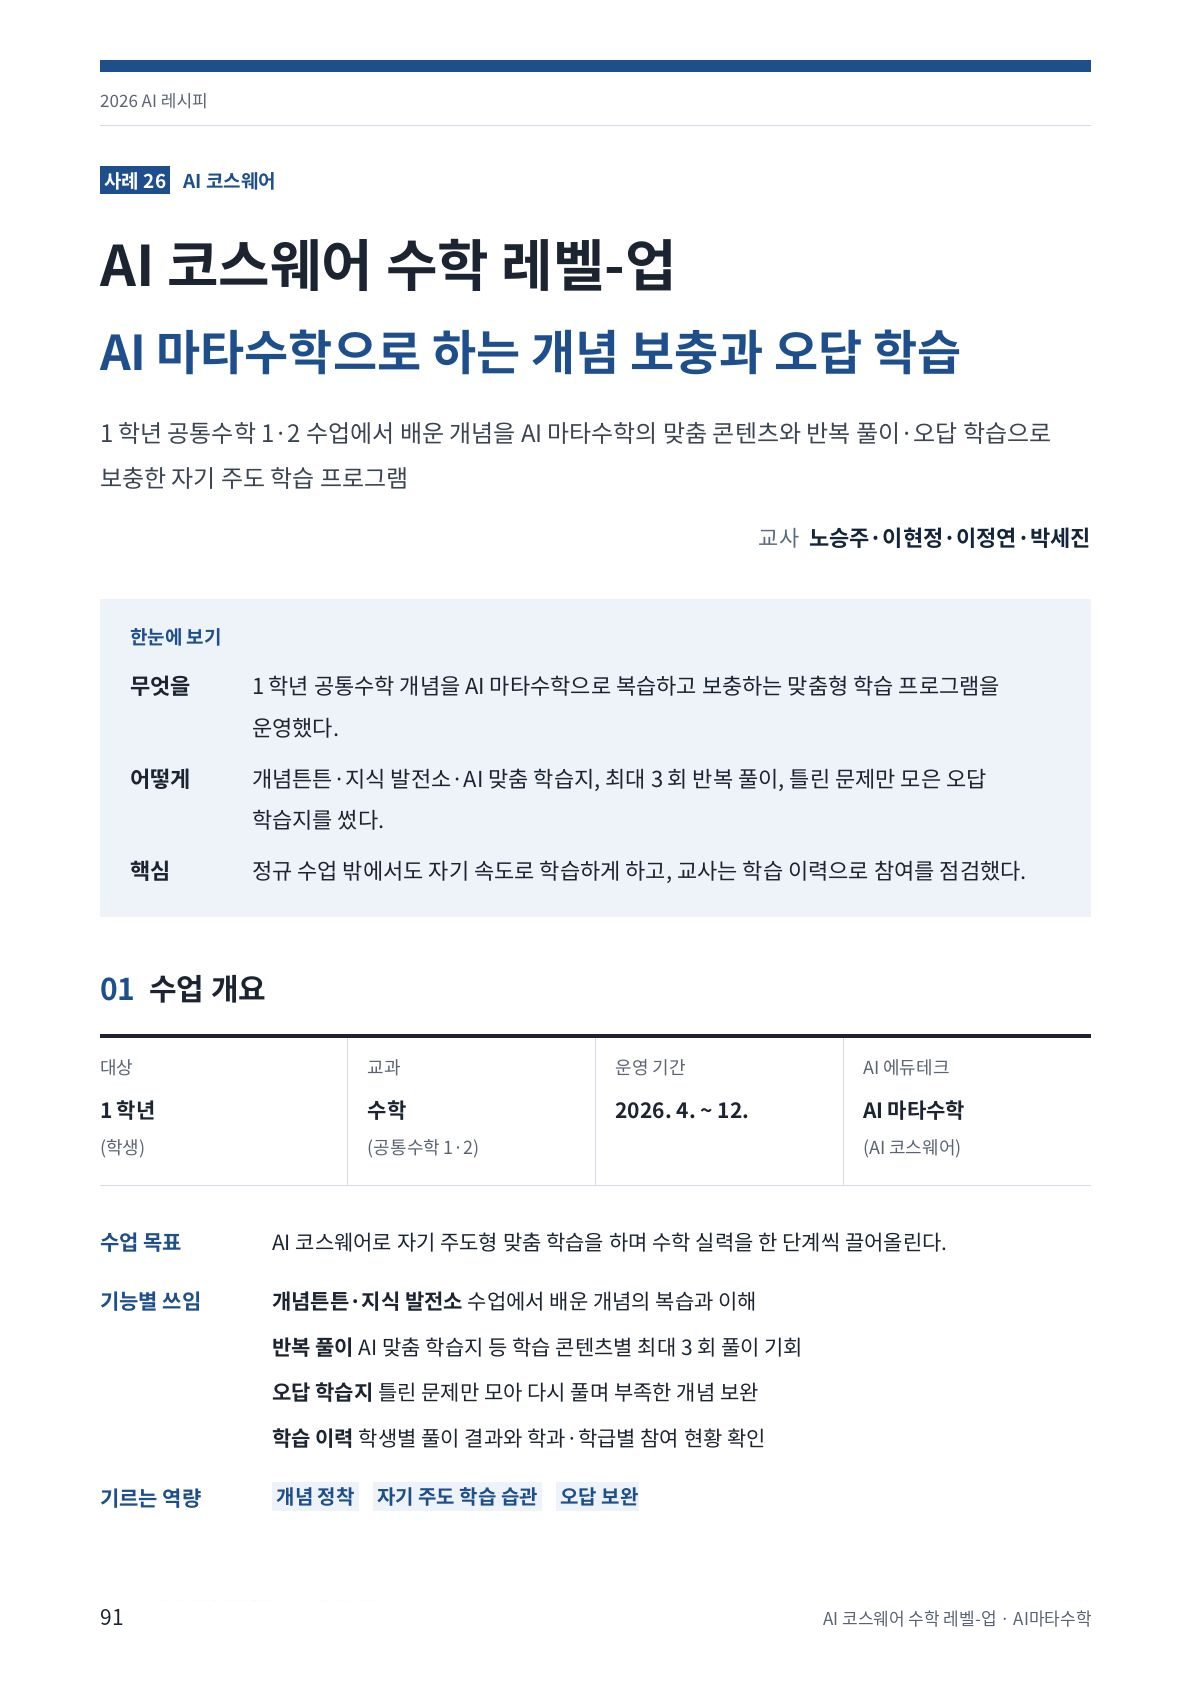 2026 AI 레시피
사례 26 AI 코스웨어
AI 코스웨어 수학 레벨-업
AI 마타수학으로 하는 개념 보충과 오답 학습
1 학년 공통수학 1·2 수업에서 배운 개념을 AI 마타수학의 맞춤 콘텐츠와 반복 풀이·오답 학습으로
보충한 자기 주도 학습 프로그램
교사 노승주·이현정·이정연·박세진
한눈에 보기
무엇을 1 학년 공통수학 개념을 AI 마타수학으로 복습하고 보충하는 맞춤형 학습 프로그램을
운영했다.
어떻게 개념튼튼·지식 발전소·AI 맞춤 학습지, 최대 3 회 반복 풀이, 틀린 문제만 모은 오답
학습지를 썼다.
핵심 정규 수업 밖에서도 자기 속도로 학습하게 하고, 교사는 학습 이력으로 참여를 점검했다.
01 수업 개요
대상 교과 운영 기간 AI 에듀테크
1 학년 수학 2026. 4. ~ 12. AI 마타수학
(학생) (공통수학 1·2) (AI 코스웨어)
수업 목표 AI 코스웨어로 자기 주도형 맞춤 학습을 하며 수학 실력을 한 단계씩 끌어올린다.
기능별 쓰임 개념튼튼·지식 발전소 수업에서 배운 개념의 복습과 이해
반복 풀이 AI 맞춤 학습지 등 학습 콘텐츠별 최대 3 회 풀이 기회
오답 학습지 틀린 문제만 모아 다시 풀며 부족한 개념 보완
학습 이력 학생별 풀이 결과와 학과·학급별 참여 현황 확인
기르는 역량 개념 정착 자기 주도 학습 습관 오답 보완
91 AI 코스웨어 수학 레벨-업 · AI마타수학